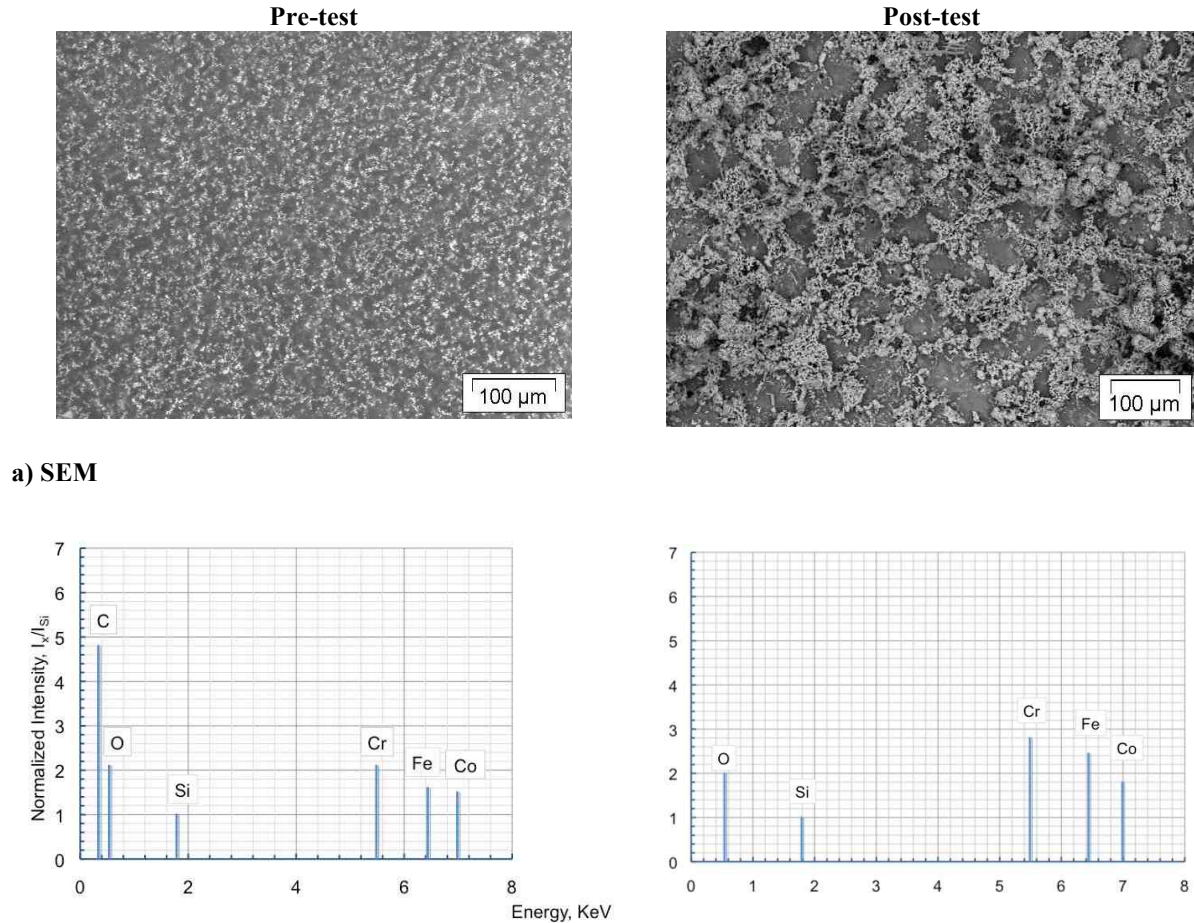 Pre-test
Post-test
100 µm
100 µm
a) SEM
7
6
5
4
3
2
1
0
0
2
4
6
8
Normalized Intensity, Ix/ISi
C
O
Si
Cr
Fe
Co
7
6
5
4
3
2
1
0
0 1 2 3 4 5 6 7 8
O
Si
Cr
Fe
Co
Energy, KeV